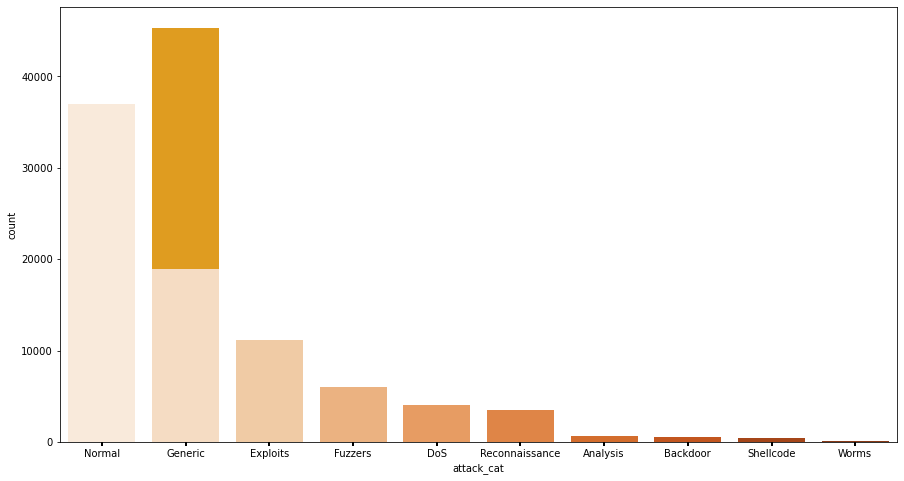 40000
30000
20000
10000
0
count
Normal Generic Exploits Fuzzers DoS Reconnaissance Analysis Backdoor Shellcode Worms
attack_cat